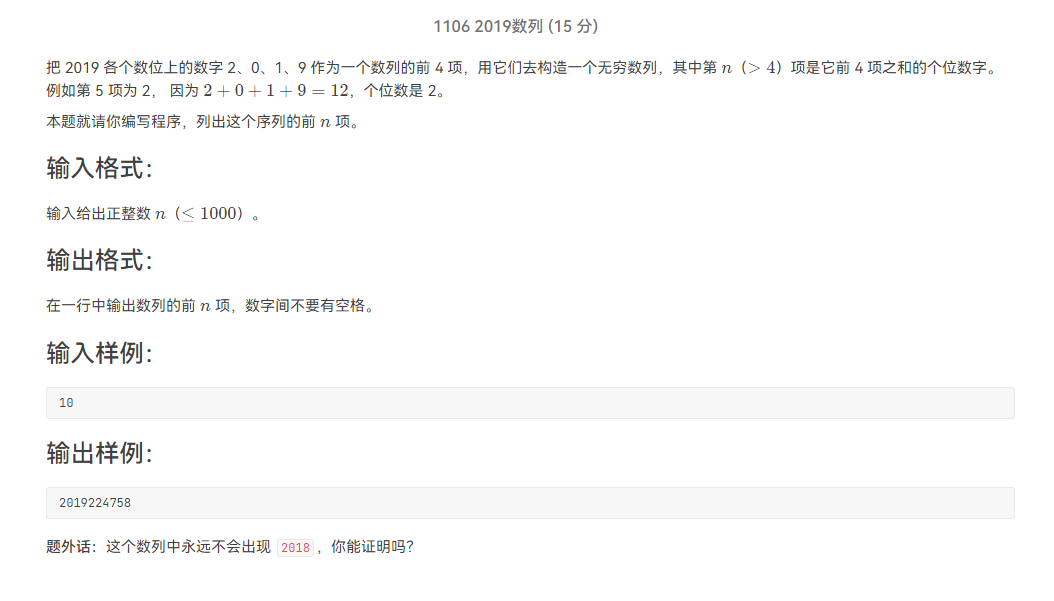 1106 2019数列 (15 分)
把 2019 各个数位上的数字 2、0、1、9 作为一个数列的前 4 项，用它们去构造一个无穷数列，其中第 n（> 4）项是它前 4 项之和的个位数字。
例如第 5 项为 2， 因为 2 + 0 + 1 + 9 = 12，个位数是 2。
本题就请你编写程序，列出这个序列的前 n 项。
输入格式：
输入给出正整数 n（≤ 1000）。
输出格式：
在一行中输出数列的前 n 项，数字间不要有空格。
输入样例：
10
输出样例：
2019224758
题外话：这个数列中永远不会出现 2018，你能证明吗？